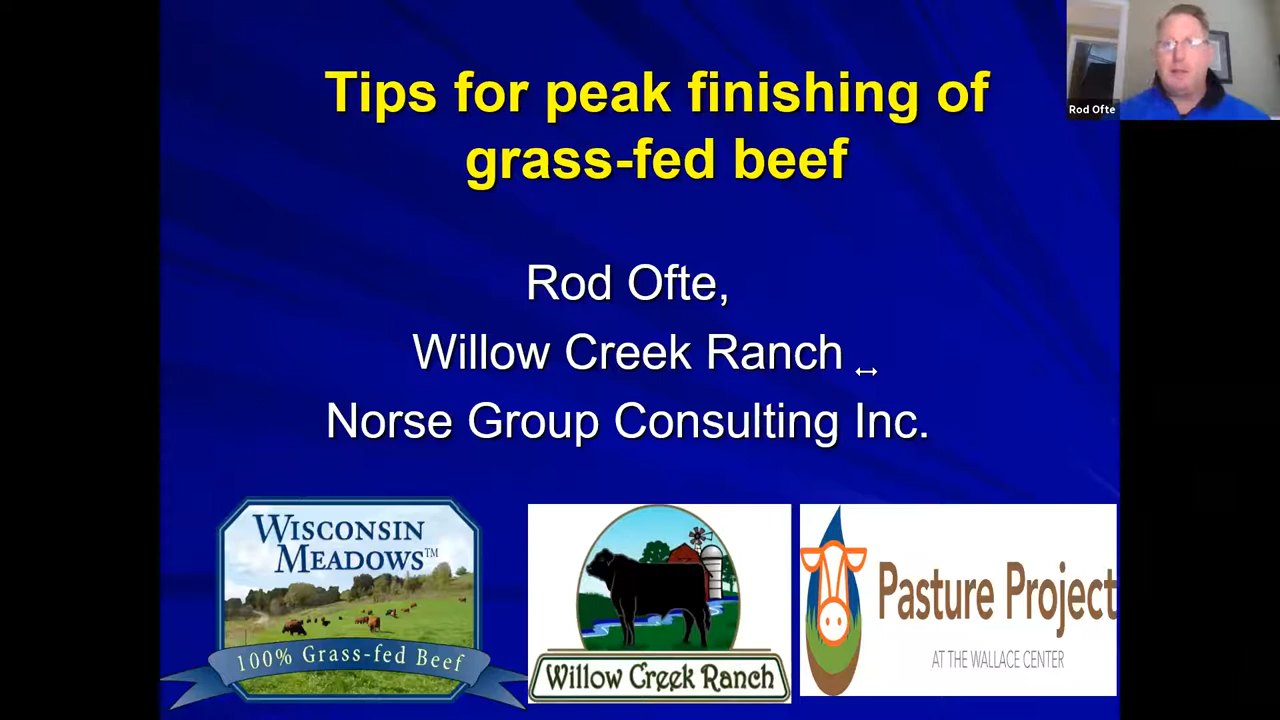 Tips for peak finishing of
grass-fed beef
Rod Ofte
Rod Ofte,
Willow Creek Ranch
Norse Group Consulting Inc.
WISCONSIN
MEADOWS™
100% Grass-fed Beef
Willow Creek Ranch
Pasture Project
AT THE WALLACE CENTER